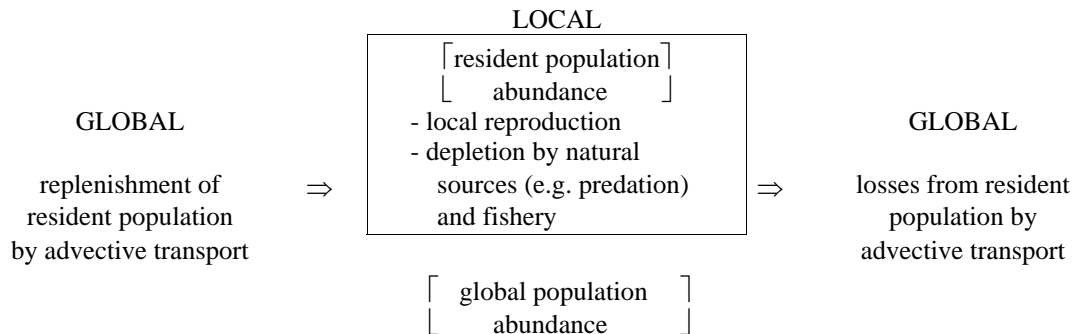 LOCAL
⎡resident population⎤
⎣ abundance ⎦
- local reproduction
- depletion by natural
sources (e.g. predation)
and fishery
GLOBAL
replenishment of
resident population
by advective transport
⇒
⇒
GLOBAL
losses from resident
population by
advective transport
⎡ global population ⎤
⎣ abundance ⎦